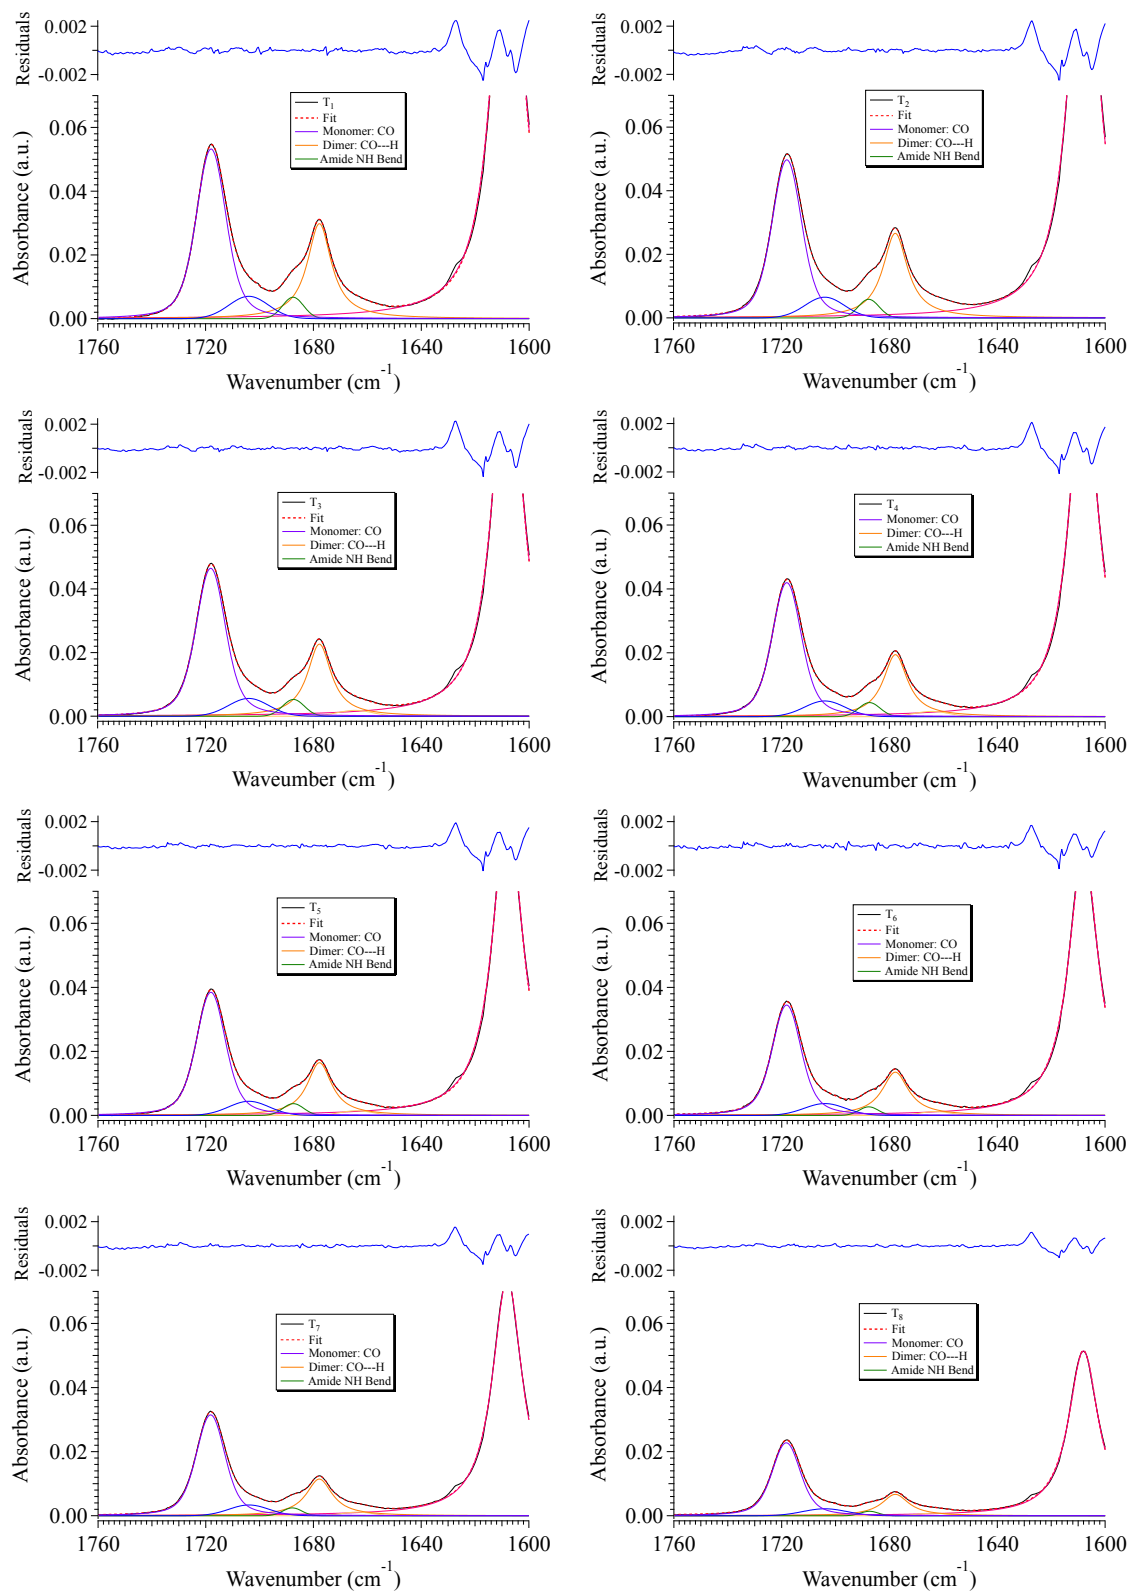 Residuals
0.002
-0.002
Absorbance (a.u.)
0.06
0.04
0.02
0.00
T1
Fit
Monomer: CO
Dimer: CO---H
Amide NH Bend
1760 1720 1680 1640 1600
Wavenumber (cm-1)
Residuals
0.002
-0.002
Absorbance (a.u.)
0.06
0.04
0.02
0.00
T2
Fit
Monomer: CO
Dimer: CO---H
Amide NH Bend
1760 1720 1680 1640 1600
Wavenumber (cm-1)
Residuals
0.002
-0.002
Absorbance (a.u.)
0.06
0.04
0.02
0.00
T3
Fit
Monomer: CO
Dimer: CO---H
Amide NH Bend
1760 1720 1680 1640 1600
Waveumber (cm-1)
Residuals
0.002
-0.002
Absorbance (a.u.)
0.06
0.04
0.02
0.00
T4
Fit
Monomer: CO
Dimer: CO---H
Amide NH Bend
1760 1720 1680 1640 1600
Wavenumber (cm-1)
Residuals
0.002
-0.002
Absorbance (a.u.)
0.06
0.04
0.02
0.00
T5
Fit
Monomer: CO
Dimer: CO---H
Amide NH Bend
1760 1720 1680 1640 1600
Wavenumber (cm-1)
Residuals
0.002
-0.002
Absorbance (a.u.)
0.06
0.04
0.02
0.00
T6
Fit
Monomer: CO
Dimer: CO---H
Amide NH Bend
1760 1720 1680 1640 1600
Wavenumber (cm-1)
Residuals
0.002
-0.002
Absorbance (a.u.)
0.06
0.04
0.02
0.00
T7
Fit
Monomer: CO
Dimer: CO---H
Amide NH Bend
1760 1720 1680 1640 1600
Wavenumber (cm-1)
Residuals
0.002
-0.002
Absorbance (a.u.)
0.06
0.04
0.02
0.00
T8
Fit
Monomer: CO
Dimer: CO---H
Amide NH Bend
1760 1720 1680 1640 1600
Wavenumber (cm-1)